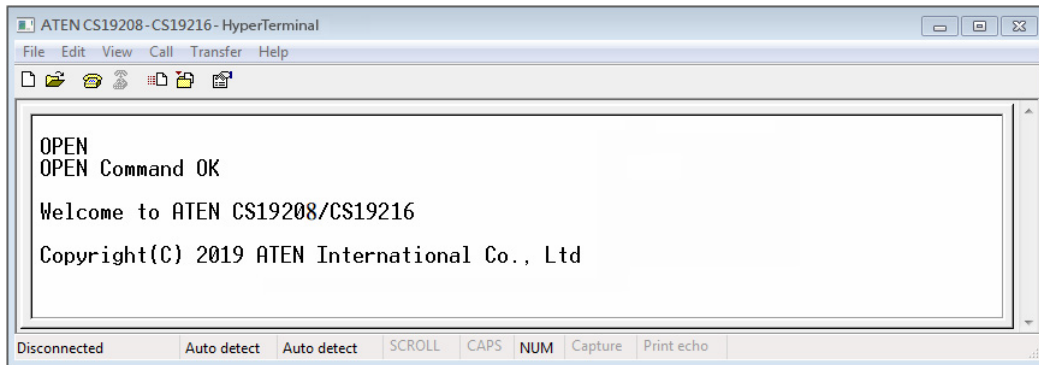 ATEN CS19208-CS19216 - HyperTerminal
File Edit View Call Transfer Help
OPEN
OPEN Command OK
Welcome to ATEN CS19208/CS19216
Copyright(C) 2019 ATEN International Co., Ltd
Disconnected Auto detect Auto detect SCROLL CAPS NUM Capture Print echo